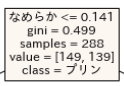 なめらか <= 0.141
gini = 0.499
samples = 288
value = [149, 139]
class = プリン